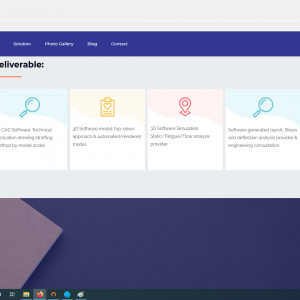 Solution Photo Gallery Blog Contact
eliverable:
CAD Software, Technical
rication drawing (drafting
thod by model scale).
3D Software model: top-down
approach & automated/rendered
model.
3D Software Simulation
Static/Fatigue/Flow analysis
provider.
Software generated report: Stress
and deflection analysis provider &
engineering consultation.